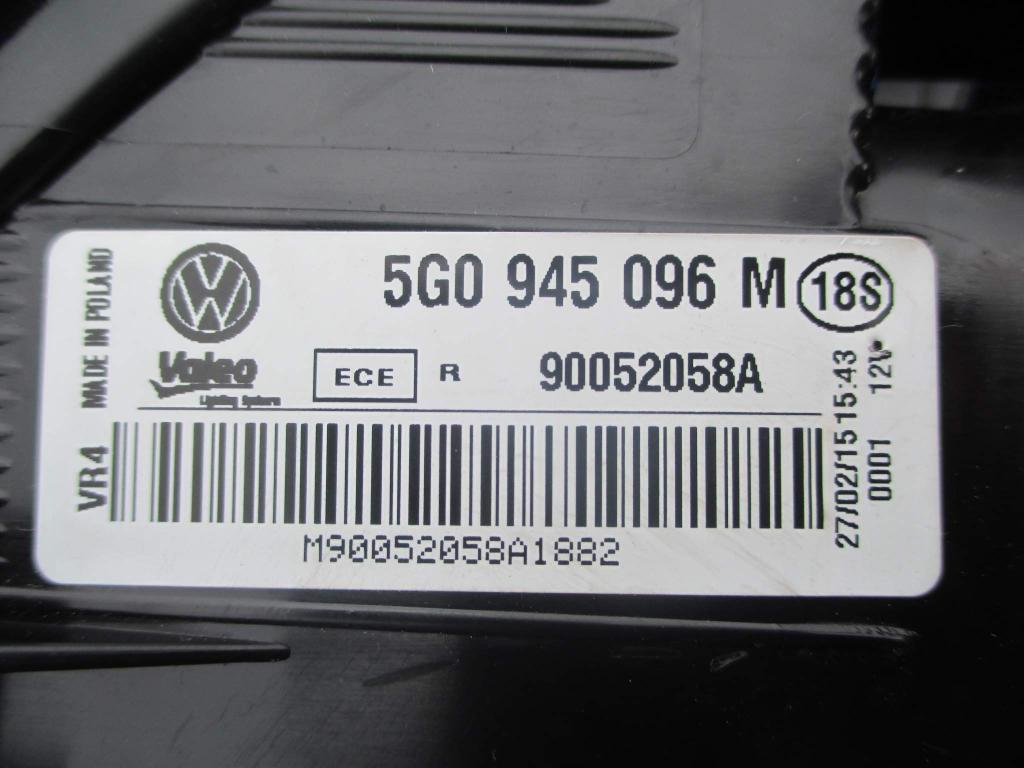 5G0 945 096 M 18S
Valeo
Lighting Systems
ECE R 90052058A
M90052058A1882
MADE IN POLAND
VR4
27/02/15 15:43
0001 12V